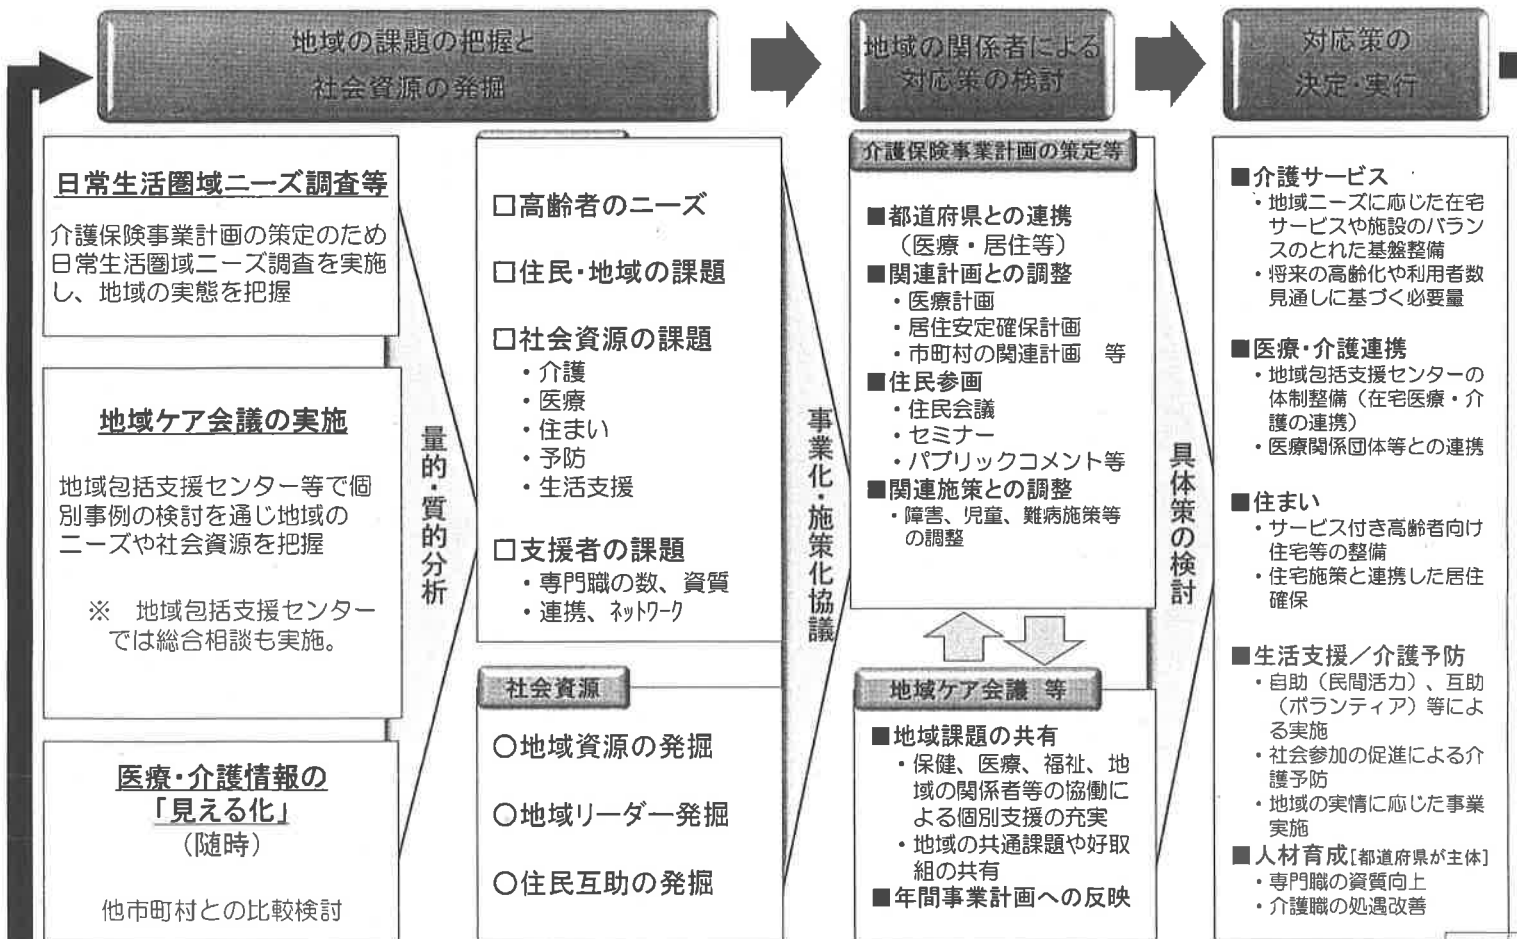 地域の課題の把握と
社会資源の発掘
地域の関係者による
対応策の検討
対応策の
決定・実行
日常生活圏域ニーズ調査等
介護保険事業計画の策定のため
日常生活圏域ニーズ調査を実施
し、地域の実態を把握
地域ケア会議の実施
地域包括支援センター等で個
別事例の検討を通じ地域の
ニーズや社会資源を把握
※ 地域包括支援センター
では総合相談も実施。
医療・介護情報の
「見える化」
（随時）
他市町村との比較検討
量的・質的分析
□高齢者のニーズ
□住民・地域の課題
□社会資源の課題
・介護
・医療
・住まい
・予防
・生活支援
□支援者の課題
・専門職の数、資質
・連携、ネットワーク
社会資源
○地域資源の発掘
○地域リーダー発掘
○住民互助の発掘
事業化・施策化協議
介護保険事業計画の策定等
■都道府県との連携
（医療・居住等）
■関連計画との調整
・医療計画
・居住安定確保計画
・市町村の関連計画 等
■住民参画
・住民会議
・セミナー
・パブリックコメント等
■関連施策との調整
・障害、児童、難病施策等
の調整
地域ケア会議 等
■地域課題の共有
・保健、医療、福祉、地
域の関係者等の協働に
よる個別支援の充実
・地域の共通課題や好取
組の共有
■年間事業計画への反映
具体策の検討
■介護サービス
・地域ニーズに応じた在宅
サービスや施設のバラン
スのとれた基盤整備
・将来の高齢化や利用者数
見通しに基づく必要量
■医療・介護連携
・地域包括支援センターの
体制整備（在宅医療・介
護の連携）
・医療関係団体等との連携
■住まい
・サービス付き高齢者向け
住宅等の整備
・住宅施策と連携した居住
確保
■生活支援／介護予防
・自助（民間活力）、互助
（ボランティア）等によ
る実施
・社会参加の促進による介
護予防
・地域の実情に応じた事業
実施
■人材育成[都道府県が主体]
・専門職の資質向上
・介護職の処遇改善